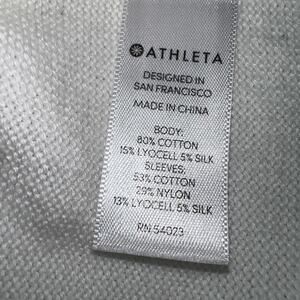 ATHLETA
DESIGNED IN
SAN FRANCISCO
MADE IN CHINA
BODY:
80% COTTON
15% LYOCELL 5% SILK
SLEEVES:
53% COTTON
29% NYLON
13% LYOCELL 5% SILK
RN 54023